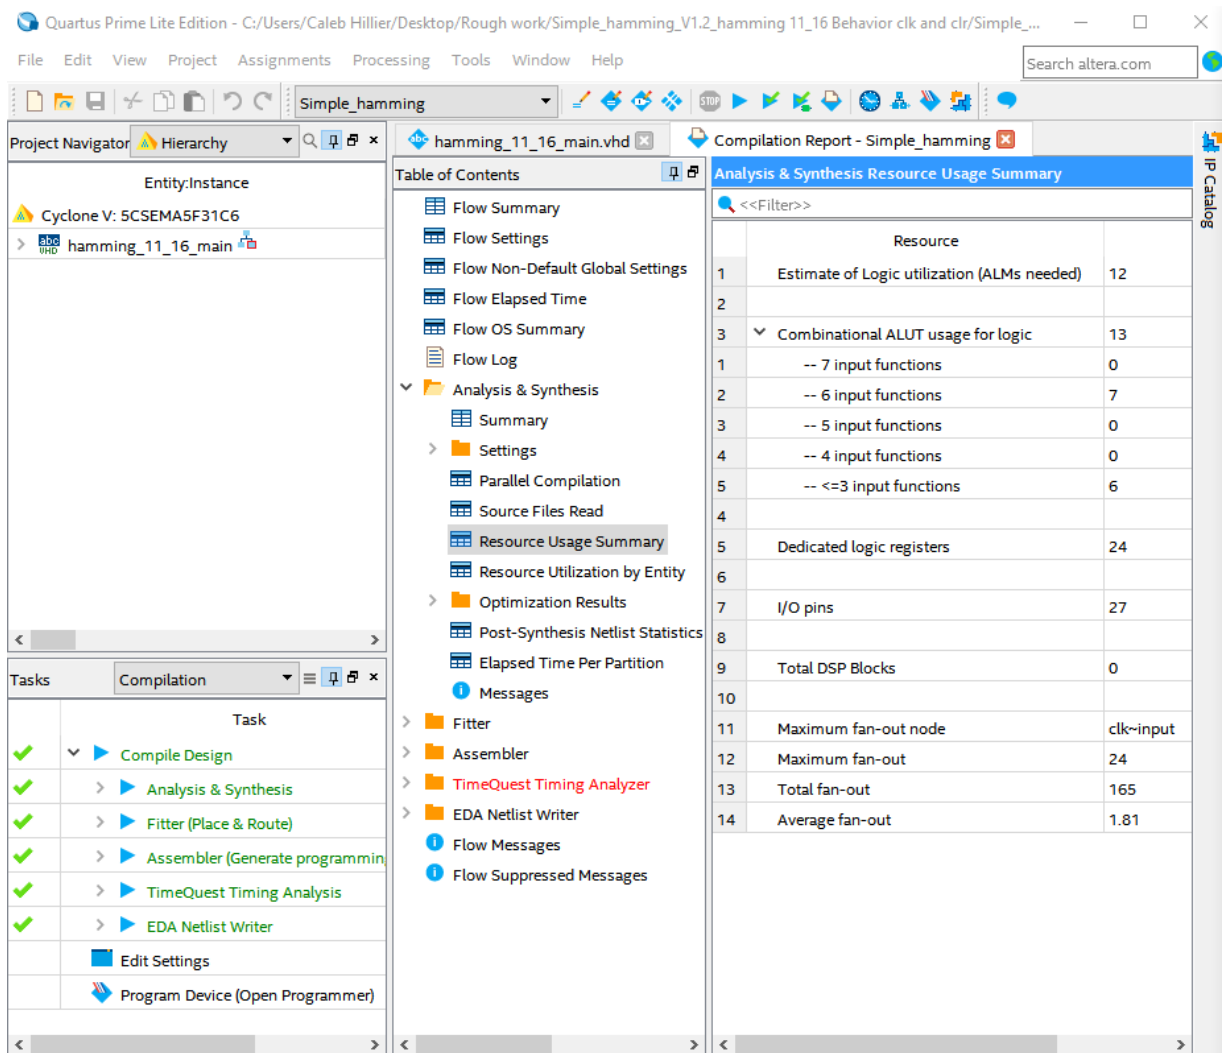 Quartus Prime Lite Edition - C:/Users/Caleb Hillier/Desktop/Rough work/Simple_hamming_V1.2_hamming 11_16 Behavior clk and clr/Simple_...
File Edit View Project Assignments Processing Tools Window Help
Search altera.com
Simple_hamming
STOP
Project Navigator
Hierarchy
Entity:Instance
Cyclone V: 5CSEMA5F31C6
abc
VHD
hamming_11_16_main
Tasks
Compilation
Task
Compile Design
Analysis & Synthesis
Fitter (Place & Route)
Assembler (Generate programmin
TimeQuest Timing Analysis
EDA Netlist Writer
Edit Settings
Program Device (Open Programmer)
abc
hamming_11_16_main.vhd
Compilation Report - Simple_hamming
Table of Contents
Flow Summary
Flow Settings
Flow Non-Default Global Settings
Flow Elapsed Time
Flow OS Summary
Flow Log
Analysis & Synthesis
Summary
Settings
Parallel Compilation
Source Files Read
Resource Usage Summary
Resource Utilization by Entity
Optimization Results
Post-Synthesis Netlist Statistics
Elapsed Time Per Partition
Messages
Fitter
Assembler
TimeQuest Timing Analyzer
EDA Netlist Writer
Flow Messages
Flow Suppressed Messages
Analysis & Synthesis Resource Usage Summary
<<Filter>>
Resource
1 Estimate of Logic utilization (ALMs needed) 12
2
3 Combinational ALUT usage for logic 13
1 -- 7 input functions 0
2 -- 6 input functions 7
3 -- 5 input functions 0
4 -- 4 input functions 0
5 -- <=3 input functions 6
4
5 Dedicated logic registers 24
6
7 I/O pins 27
8
9 Total DSP Blocks 0
10
11 Maximum fan-out node clk~input
12 Maximum fan-out 24
13 Total fan-out 165
14 Average fan-out 1.81
IP Catalog